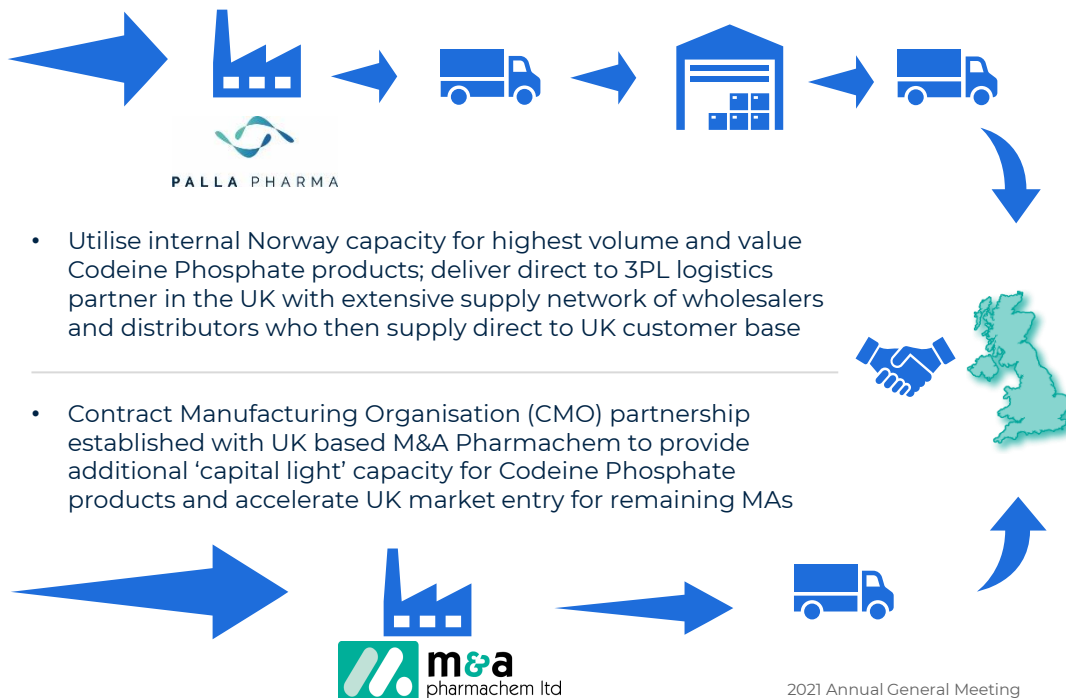 PALLA PHARMA
• Utilise internal Norway capacity for highest volume and value
Codeine Phosphate products; deliver direct to 3PL logistics
partner in the UK with extensive supply network of wholesalers
and distributors who then supply direct to UK customer base
• Contract Manufacturing Organisation (CMO) partnership
established with UK based M&A Pharmachem to provide
additional ‘capital light’ capacity for Codeine Phosphate
products and accelerate UK market entry for remaining MAs
m&a
pharmachem ltd
2021 Annual General Meeting